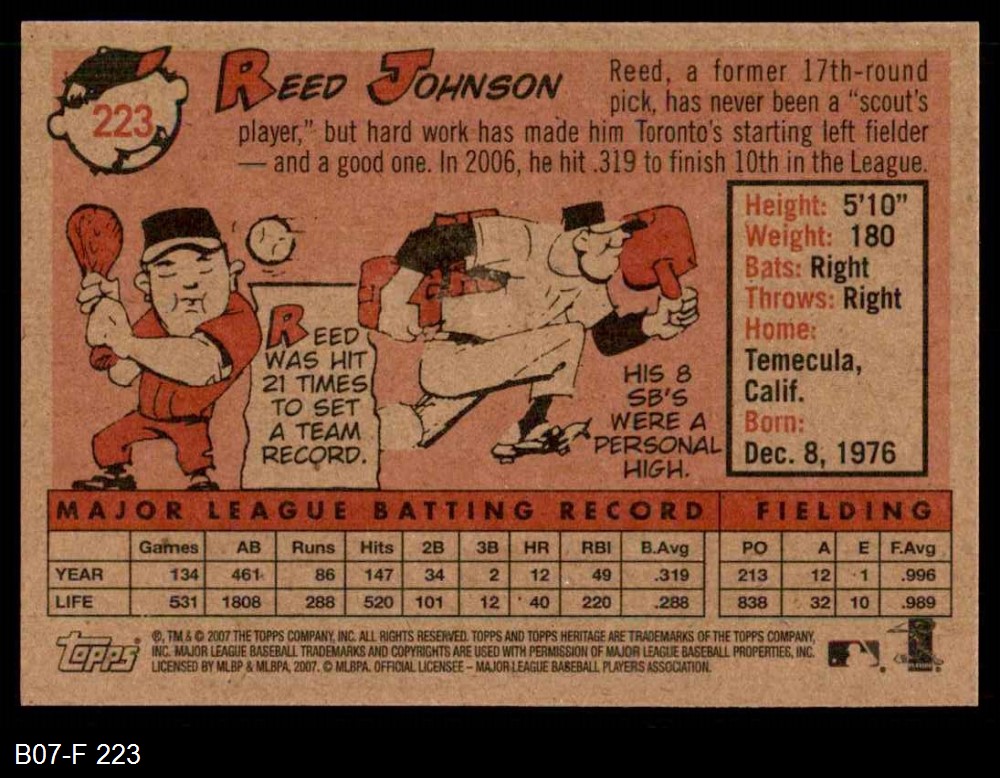 223
REED JOHNSON
Reed, a former 17th-round
pick, has never been a "scout's
player," but hard work has made him Toronto's starting left fielder
— and a good one. In 2006, he hit .319 to finish 10th in the League.
REED
WAS HIT
21 TIMES
TO SET
A TEAM
RECORD.
HIS 8
SB'S
WERE A
PERSONAL
HIGH.
Height: 5'10"
Weight: 180
Bats: Right
Throws: Right
Home:
Temecula,
Calif.
Born:
Dec. 8, 1976
MAJOR LEAGUE BATTING RECORD FIELDING
Games AB Runs Hits 2B 3B HR RBI B.Avg PO A E F.Avg
YEAR 134 461 86 147 34 2 12 49 .319 213 12 1 .996
LIFE 531 1808 288 520 101 12 40 220 .288 838 32 10 .989
Topps
®, TM & © 2007 THE TOPPS COMPANY, INC. ALL RIGHTS RESERVED. TOPPS AND TOPPS HERITAGE ARE TRADEMARKS OF THE TOPPS COMPANY,
INC. MAJOR LEAGUE BASEBALL TRADEMARKS AND COPYRIGHTS ARE USED WITH PERMISSION OF MAJOR LEAGUE BASEBALL PROPERTIES, INC.
LICENSED BY MLBP & MLBPA, 2007. © MLBPA. OFFICIAL LICENSEE – MAJOR LEAGUE BASEBALL PLAYERS ASSOCIATION.
B07-F 223